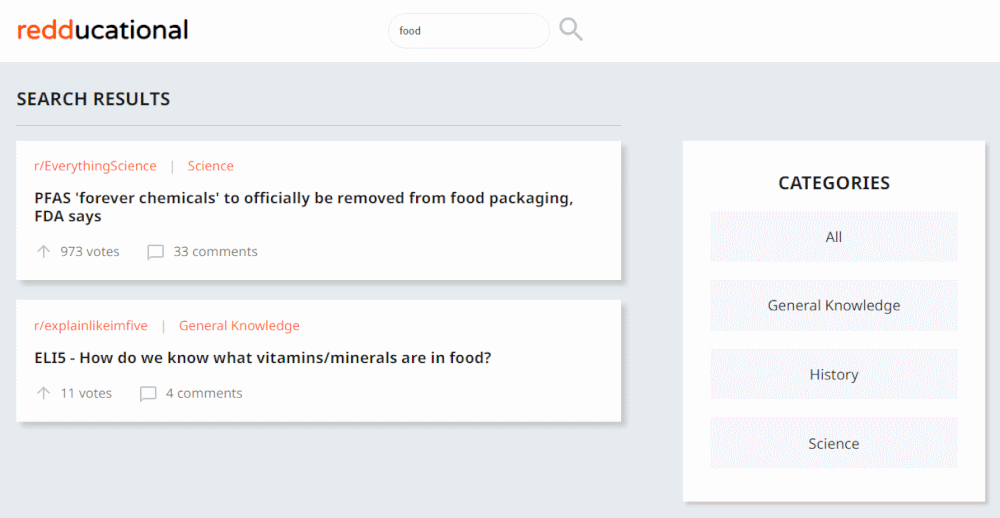 redducational
food
SEARCH RESULTS
r/EverythingScience | Science
PFAS 'forever chemicals' to officially be removed from food packaging,
FDA says
973 votes 33 comments
r/explainlikeimfive | General Knowledge
ELI5 - How do we know what vitamins/minerals are in food?
11 votes 4 comments
CATEGORIES
All
General Knowledge
History
Science